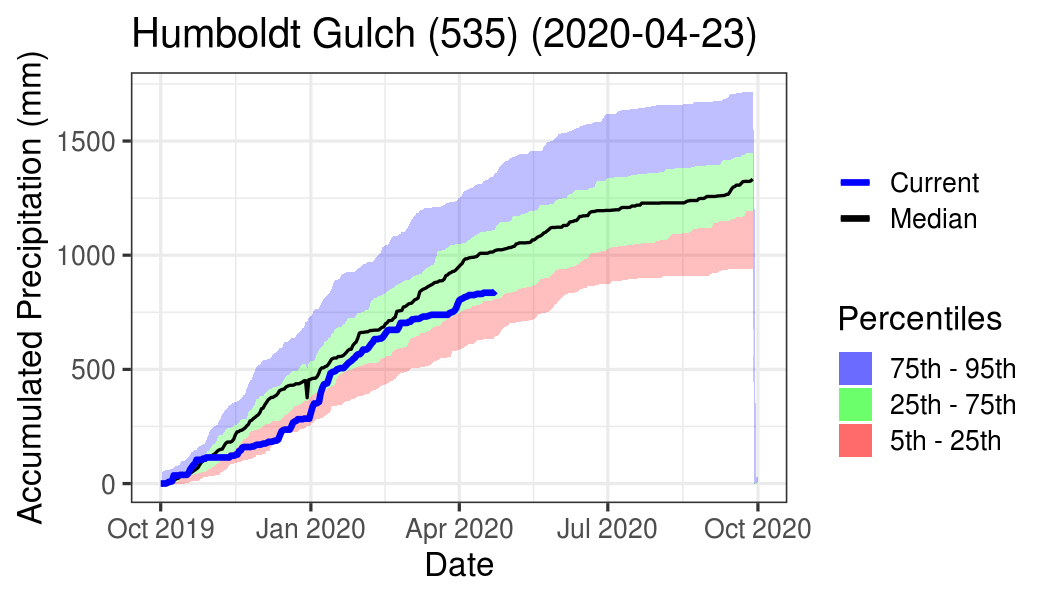 Humboldt Gulch (535) (2020-04-23)
Accumulated Precipitation (mm)
1500
1000
500
0
Oct 2019
Jan 2020
Apr 2020
Jul 2020
Oct 2020
Date
Current
Median
Percentiles
75th - 95th
25th - 75th
5th - 25th